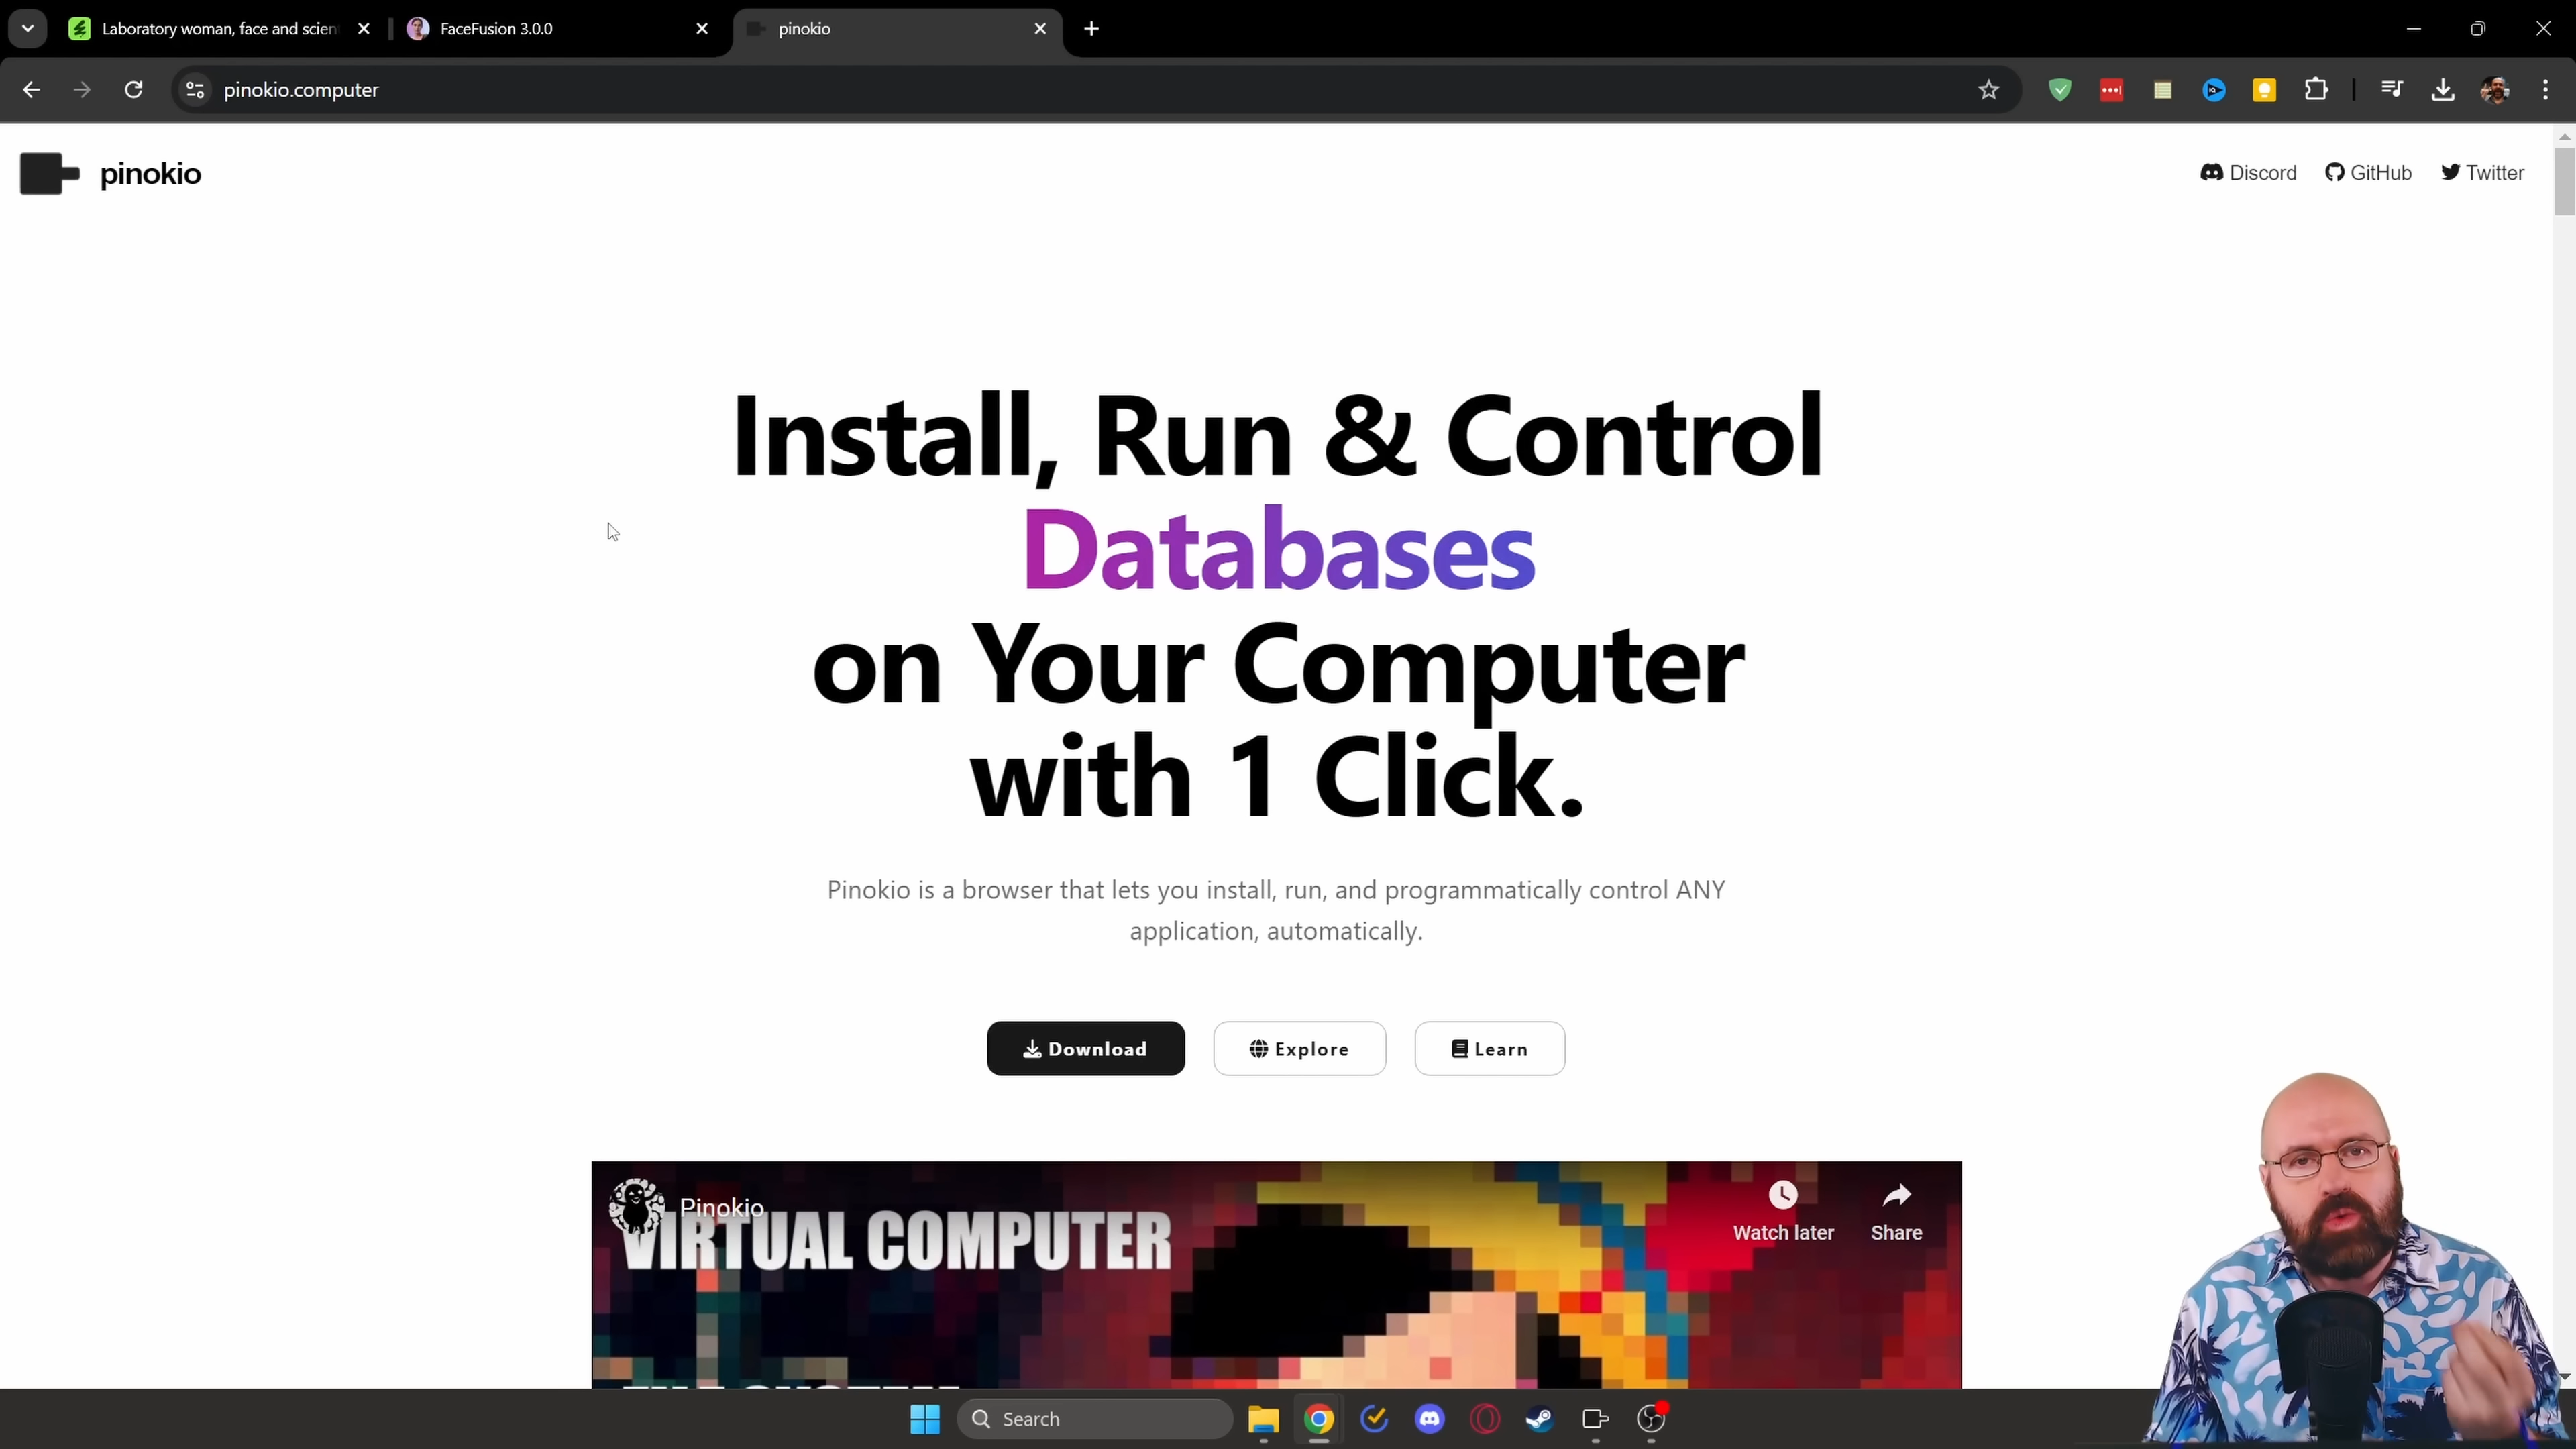 Laboratory woman, face and scien
FaceFusion 3.0.0
pinokio
pinokio.computer
pinokio
Discord
GitHub
Twitter
Install, Run & Control
Databases
on Your Computer
with 1 Click.
Pinokio is a browser that lets you install, run, and programmatically control ANY
application, automatically.
Download
Explore
Learn
Pinokio
VIRTUAL COMPUTER
Watch later
Share
Search